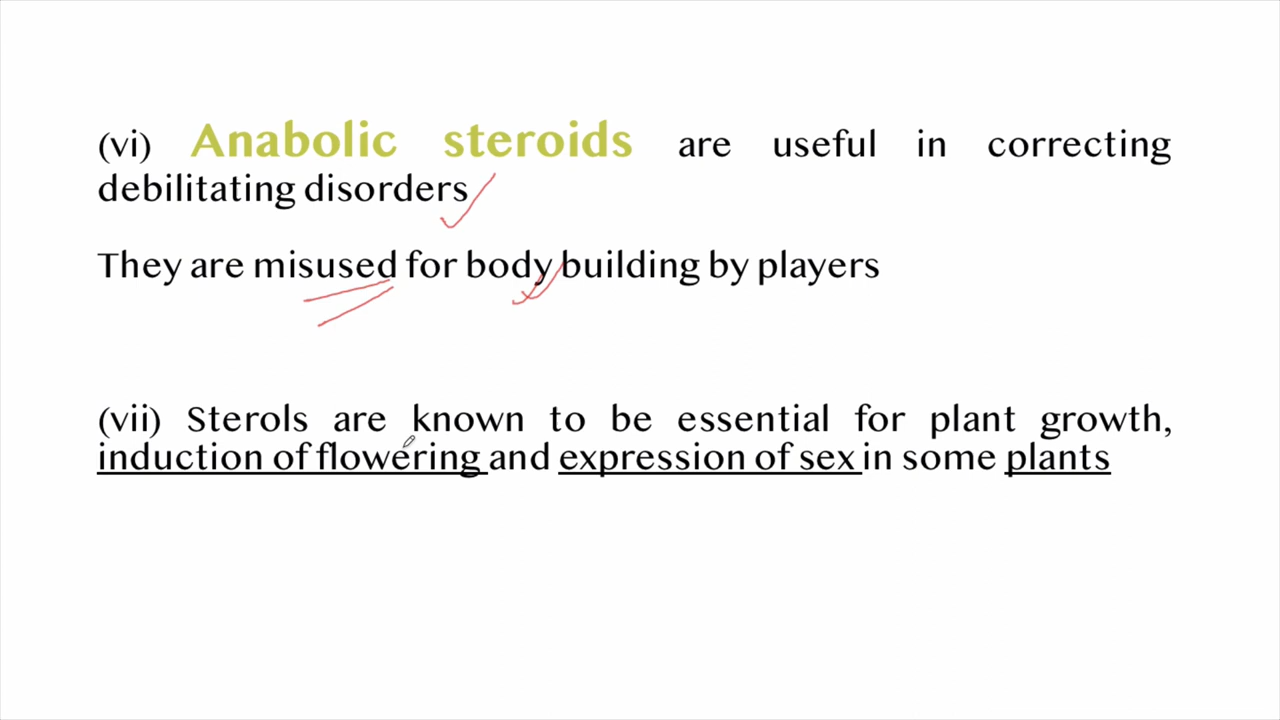 (vi) Anabolic steroids are useful in correcting
debilitating disorders
They are misused for body building by players
(vii) Sterols are known to be essential for plant growth,
induction of flowering and expression of sex in some plants